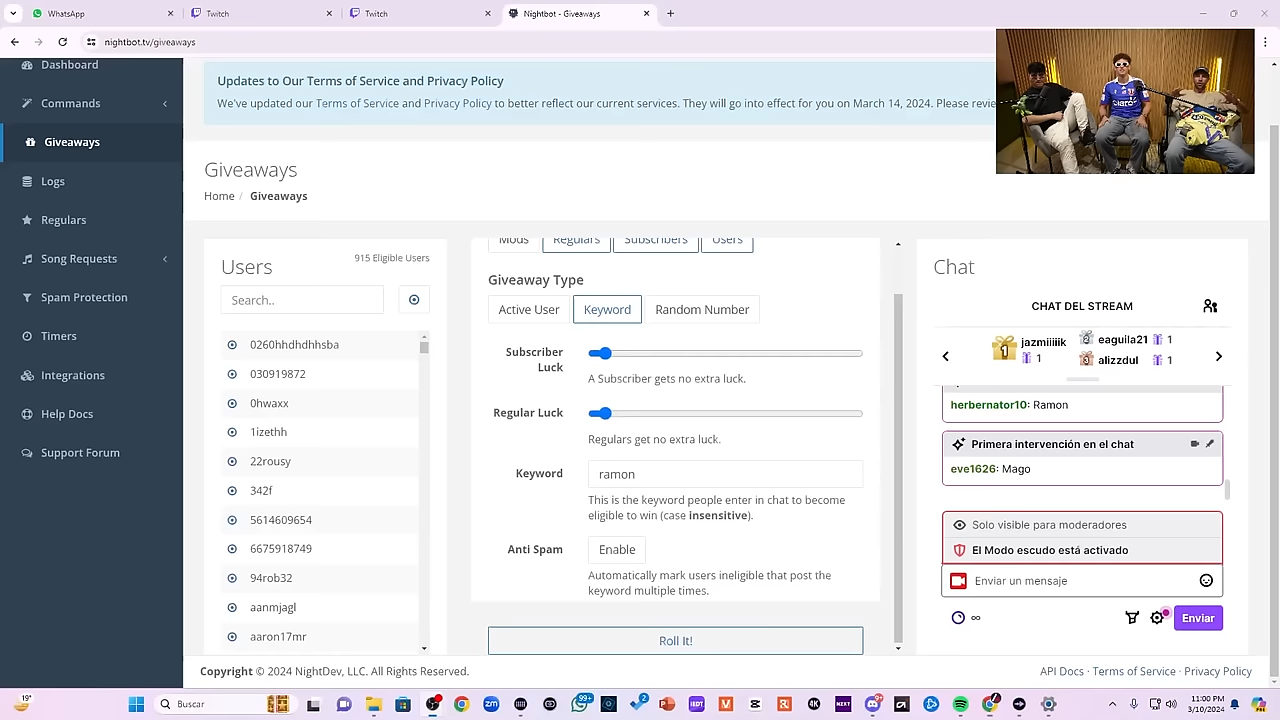 WhatsApp
Twitch
Twitch
Nightbot - Giveaways
nightbot.tv/giveaways
Dashboard
Commands
Giveaways
Logs
Regulars
Song Requests
Spam Protection
Timers
Integrations
Help Docs
Support Forum
Updates to Our Terms of Service and Privacy Policy
We've updated our Terms of Service and Privacy Policy to better reflect our current services. They will go into effect for you on March 14, 2024. Please
Giveaways
Home / Giveaways
Users
915 Eligible Users
Search..
0260hhdhdhhsba
030919872
0hwaxx
1izethh
22rousy
342f
5614609654
6675918749
94rob32
aanmjagl
aaron17mr
Mods Regulars Subscribers Users
Giveaway Type
Active User Keyword Random Number
Subscriber Luck
A Subscriber gets no extra luck.
Regular Luck
Regulars get no extra luck.
Keyword
ramon
This is the keyword people enter in chat to become
eligible to win (case insensitive).
Anti Spam
Enable
Automatically mark users ineligible that post the
keyword multiple times.
Roll It!
Chat
CHAT DEL STREAM
1 jazmiiiiik 1
2 eaguila21 1
3 alizzdul 1
herbernator10: Ramon
Primera intervención en el chat
eve1626: Mago
Solo visible para moderadores
El Modo escudo está activado
Enviar un mensaje
∞
Enviar
Copyright © 2024 NightDev, LLC. All Rights Reserved.
API Docs · Terms of Service · Privacy Policy
19°
Buscar
99+
11:00 PM
3/10/2024